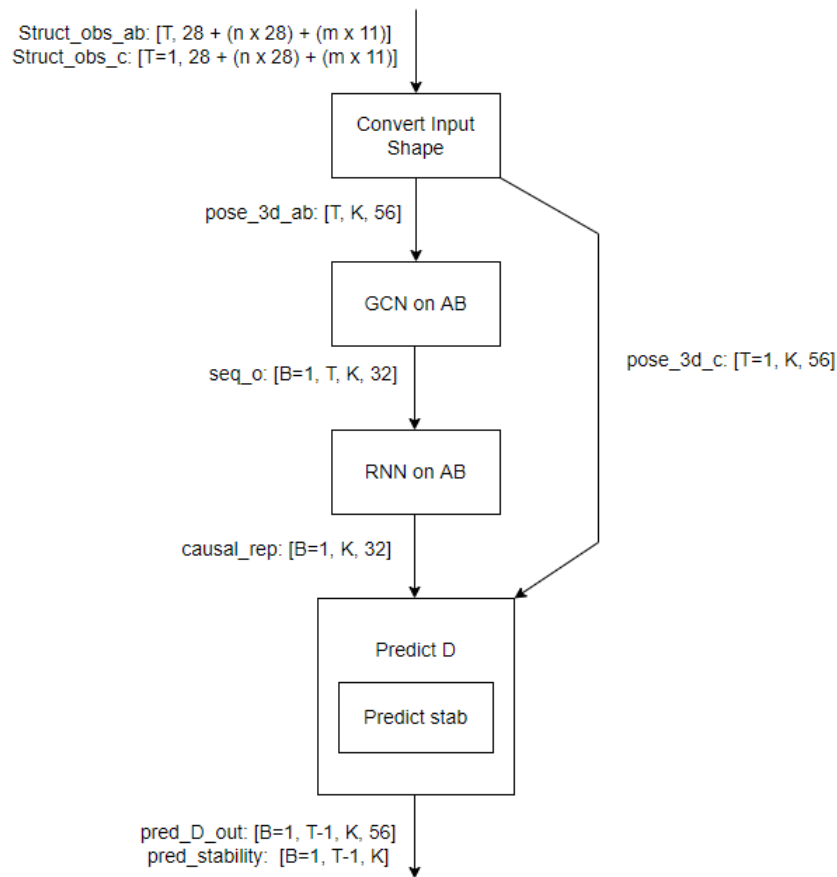 Struct_obs_ab: [T, 28 + (n x 28) + (m x 11)]
Struct_obs_c: [T=1, 28 + (n x 28) + (m x 11)]
Convert Input
Shape
pose_3d_ab: [T, K, 56]
GCN on AB
pose_3d_c: [T=1, K, 56]
seq_o: [B=1, T, K, 32]
RNN on AB
causal_rep: [B=1, K, 32]
Predict D
Predict stab
pred_D_out: [B=1, T-1, K, 56]
pred_stability: [B=1, T-1, K]